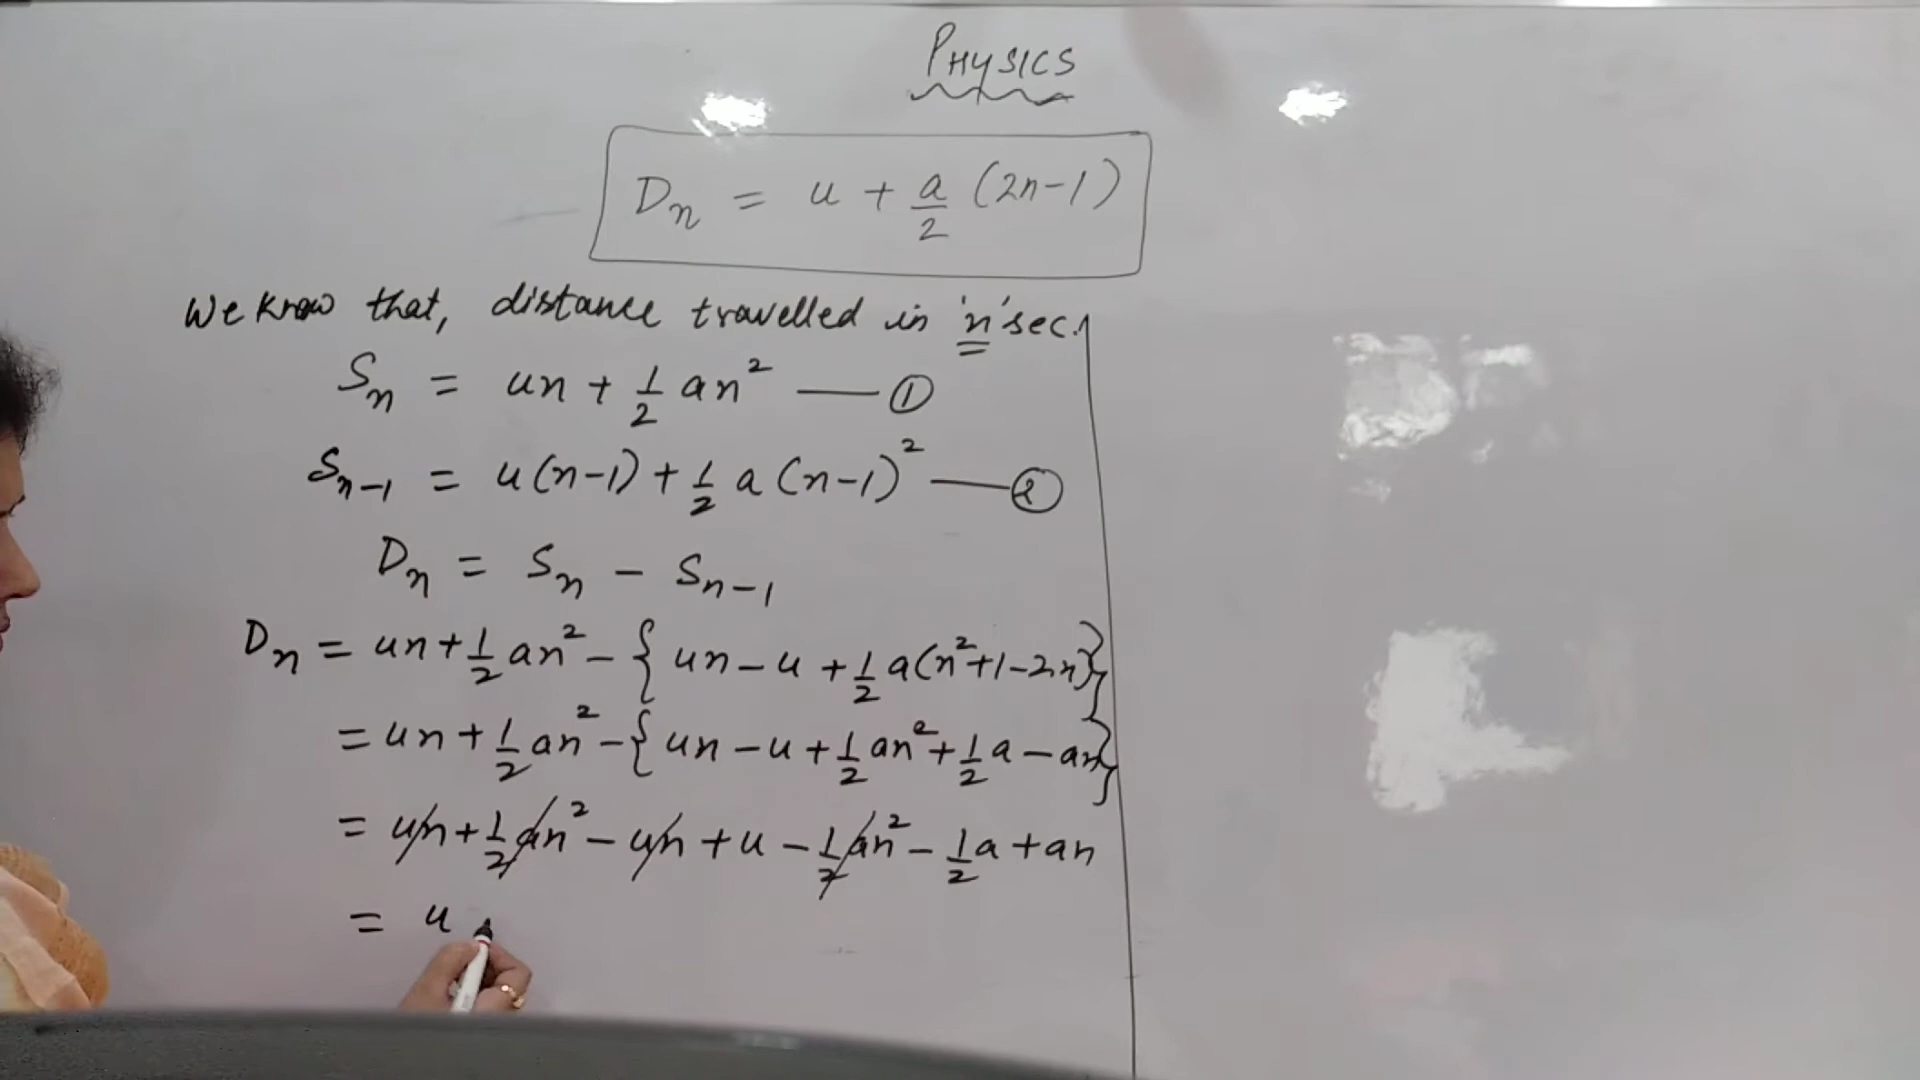 PHYSICS
Dn = u + a/2 (2n-1)
We know that, distance travelled in 'n' sec.
Sn = un + 1/2 an² — ①
Sn-1 = u(n-1) + 1/2 a (n-1)² — ②
Dn = Sn - Sn-1
Dn = un + 1/2 an² - { un - u + 1/2 a(n²+1-2n}
= un + 1/2 an² - { un - u + 1/2 an² + 1/2 a - an}
= un + 1/2 an² - un + u - 1/2 an² - 1/2 a + an
= u